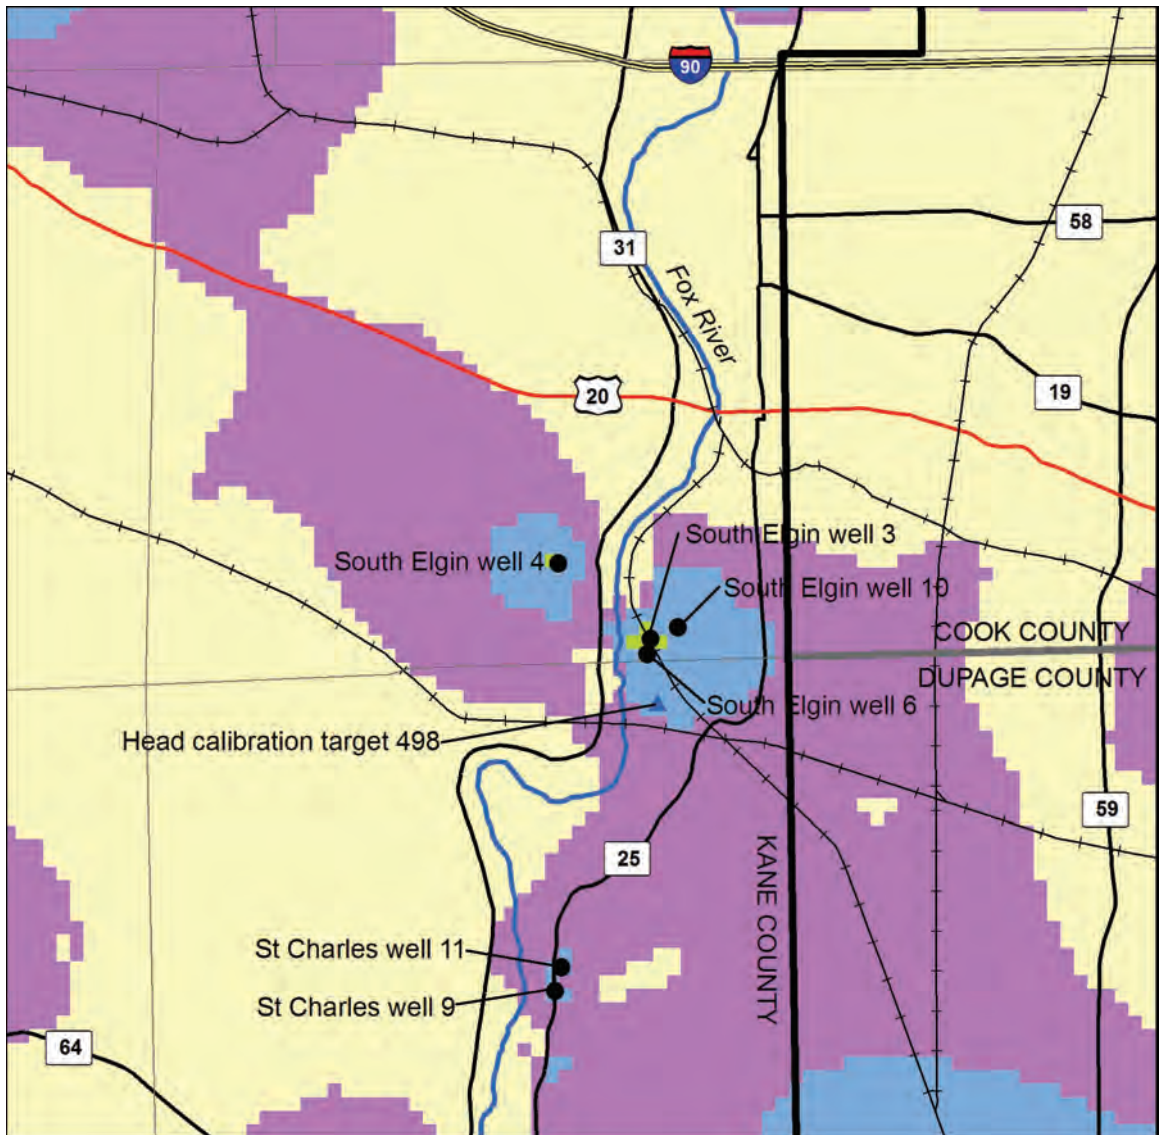 90
58
31
Fox River
20
19
South Elgin well 3
South Elgin well 4
South Elgin well 10
COOK COUNTY
DUPAGE COUNTY
South Elgin well 6
Head calibration target 498
59
25
KANE COUNTY
St Charles well 11
St Charles well 9
64